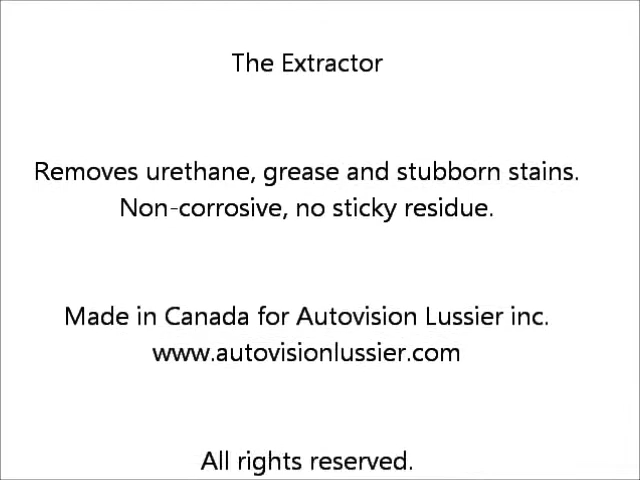 The Extractor
Removes urethane, grease and stubborn stains.
Non-corrosive, no sticky residue.
Made in Canada for Autovision Lussier inc.
www.autovisionlussier.com
All rights reserved.